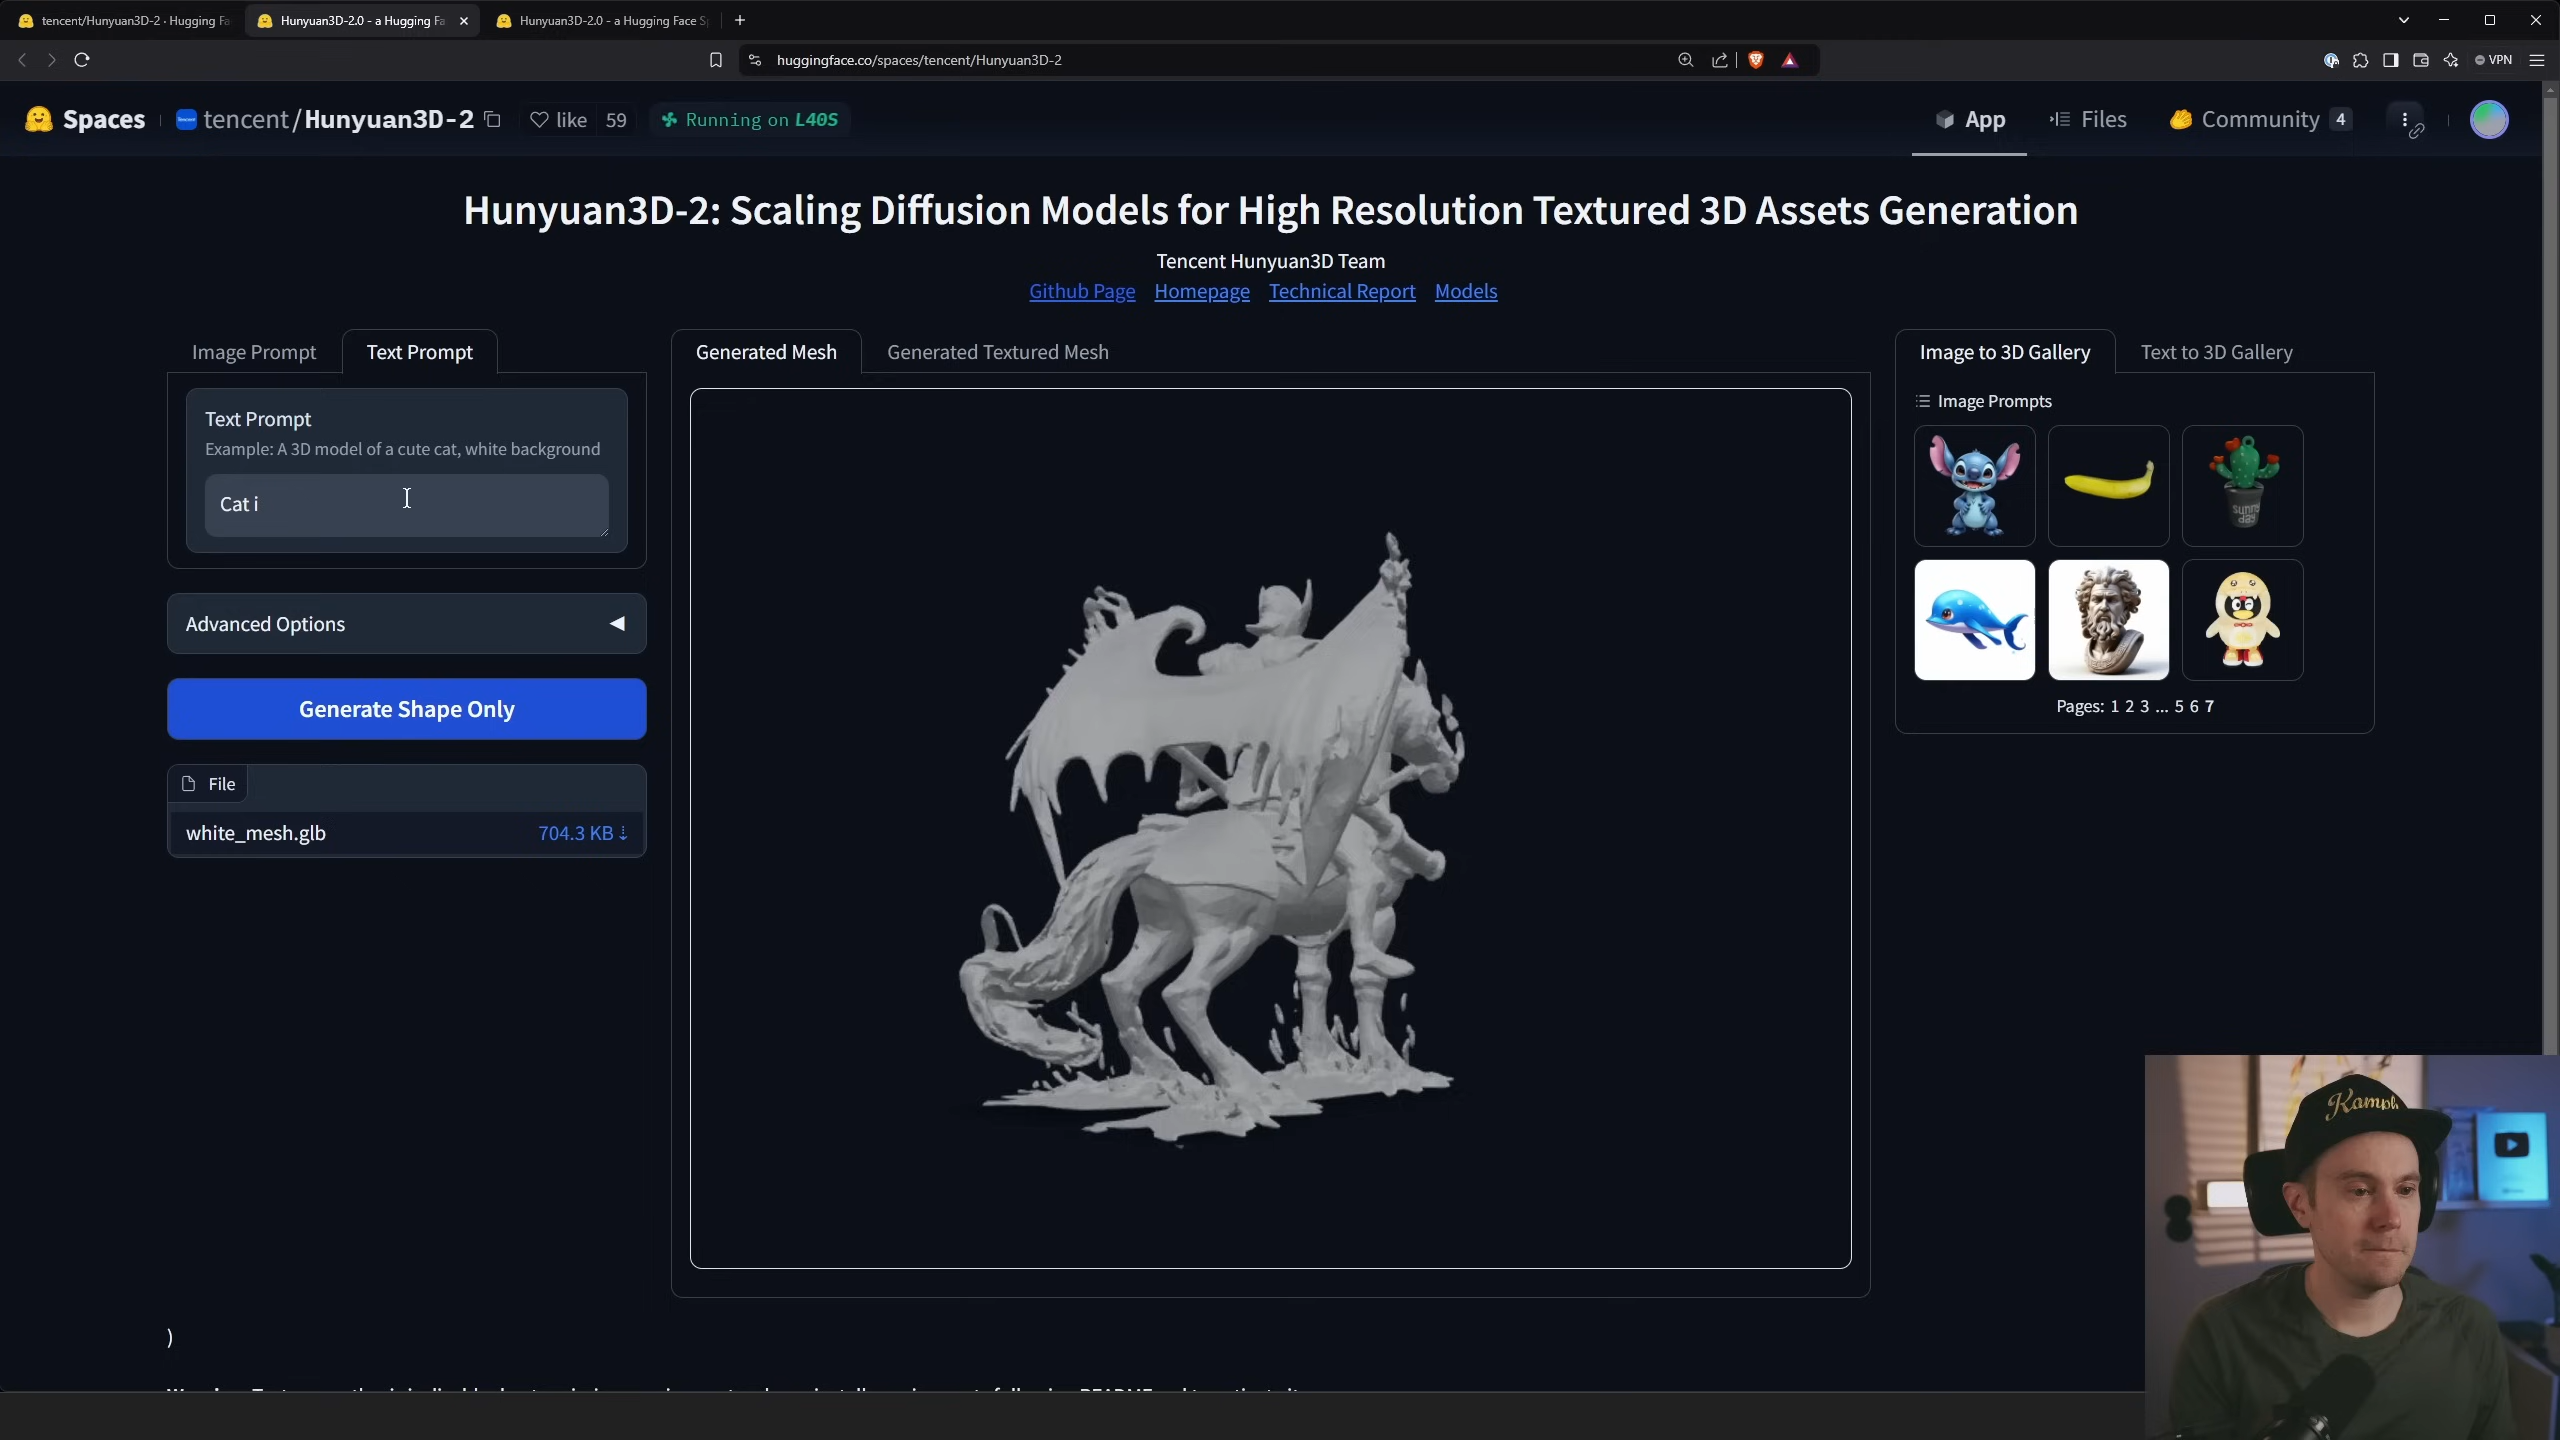 tencent/Hunyuan3D-2 · Hugging Fa
Hunyuan3D-2.0 - a Hugging Fa
Hunyuan3D-2.0 - a Hugging Face S
huggingface.co/spaces/tencent/Hunyuan3D-2
VPN
Spaces
tencent/Hunyuan3D-2
like 59
Running on L40S
App
Files
Community 4
Hunyuan3D-2: Scaling Diffusion Models for High Resolution Textured 3D Assets Generation
Tencent Hunyuan3D Team
Github Page Homepage Technical Report Models
Image Prompt
Text Prompt
Generated Mesh
Generated Textured Mesh
Image to 3D Gallery
Text to 3D Gallery
Text Prompt
Example: A 3D model of a cute cat, white background
Cat i
Advanced Options
Generate Shape Only
File
white_mesh.glb
704.3 KB
Image Prompts
sunny
day
Pages: 1 2 3 ... 5 6 7
)